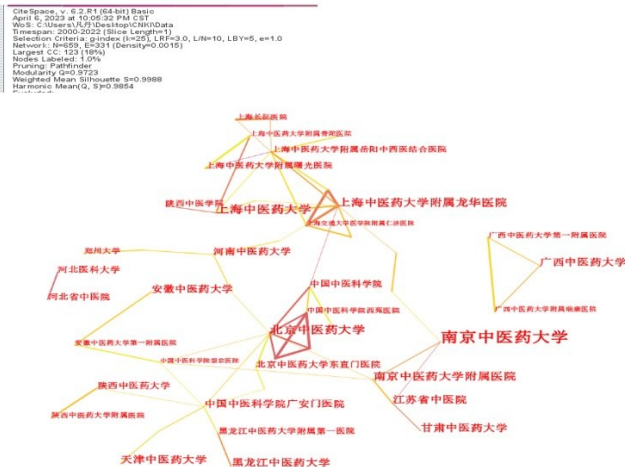 CiteSpace, v. 6.2.R1 (64-bit) Basic
April 6, 2023 at 10:05:32 PM CST
WoS: C:\Users\凡丹\Desktop\CNKI\Data
Timespan: 2000-2022 (Slice Length=1)
Selection Criteria: g-index (k=25), LRF=3.0, L/N=10, LBY=5, e=1.0
Network: N=659, E=331 (Density=0.0015)
Largest CC: 123 (18%)
Nodes Labeled: 1.0%
Pruning: Pathfinder
Modularity Q=0.9723
Weighted Mean Silhouette S=0.9988
Harmonic Mean(Q, S)=0.9854
上海长征医院
上海中医药大学附属普陀医院
上海中医药大学附属岳阳中西医结合医院
上海中医药大学附属曙光医院
陕西中医学院
上海中医药大学
上海中医药大学附属龙华医院
上海交通大学医学院附属仁济医院
广西中医药大学第一附属医院
郑州大学
河南中医药大学
广西中医药大学
河北医科大学
中国中医科学院
安徽中医药大学
河北省中医院
广西中医药大学附属瑞康医院
中国中医科学院西苑医院
北京中医药大学
南京中医药大学
安徽中医药大学第一附属医院
中国中医科学院望京医院
北京中医药大学东直门医院
南京中医药大学附属医院
陕西中医药大学
江苏省中医院
中国中医科学院广安门医院
陕西中医药大学附属医院
甘肃中医药大学
黑龙江中医药大学附属第一医院
天津中医药大学
黑龙江中医药大学